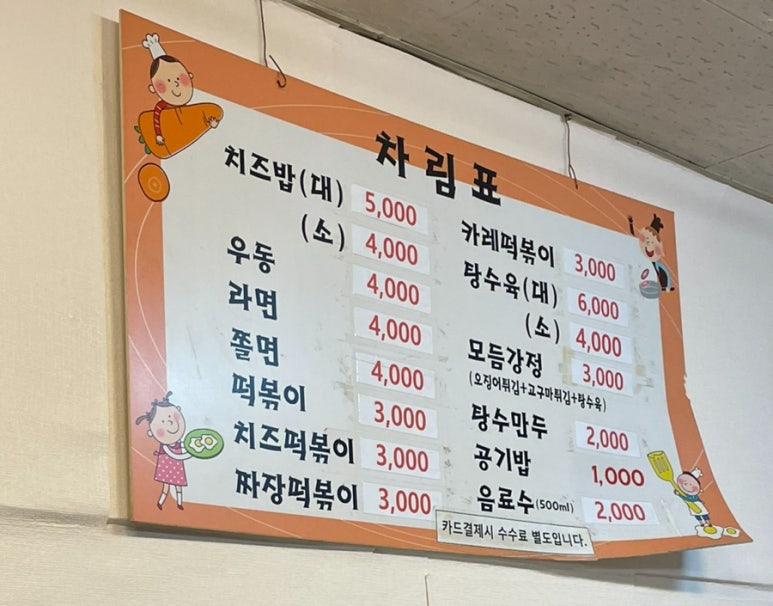 차림표
치즈밥(대) 5,000
(소) 4,000
우동 4,000
라면 4,000
쫄면 4,000
떡볶이 3,000
치즈떡볶이 3,000
짜장떡볶이 3,000
카레떡볶이 3,000
탕수육(대) 6,000
(소) 4,000
모듬강정 3,000
(오징어튀김+고구마튀김+탕수육)
탕수만두 2,000
공기밥 1,000
음료수(500ml) 2,000
카드결제시 수수료 별도입니다.